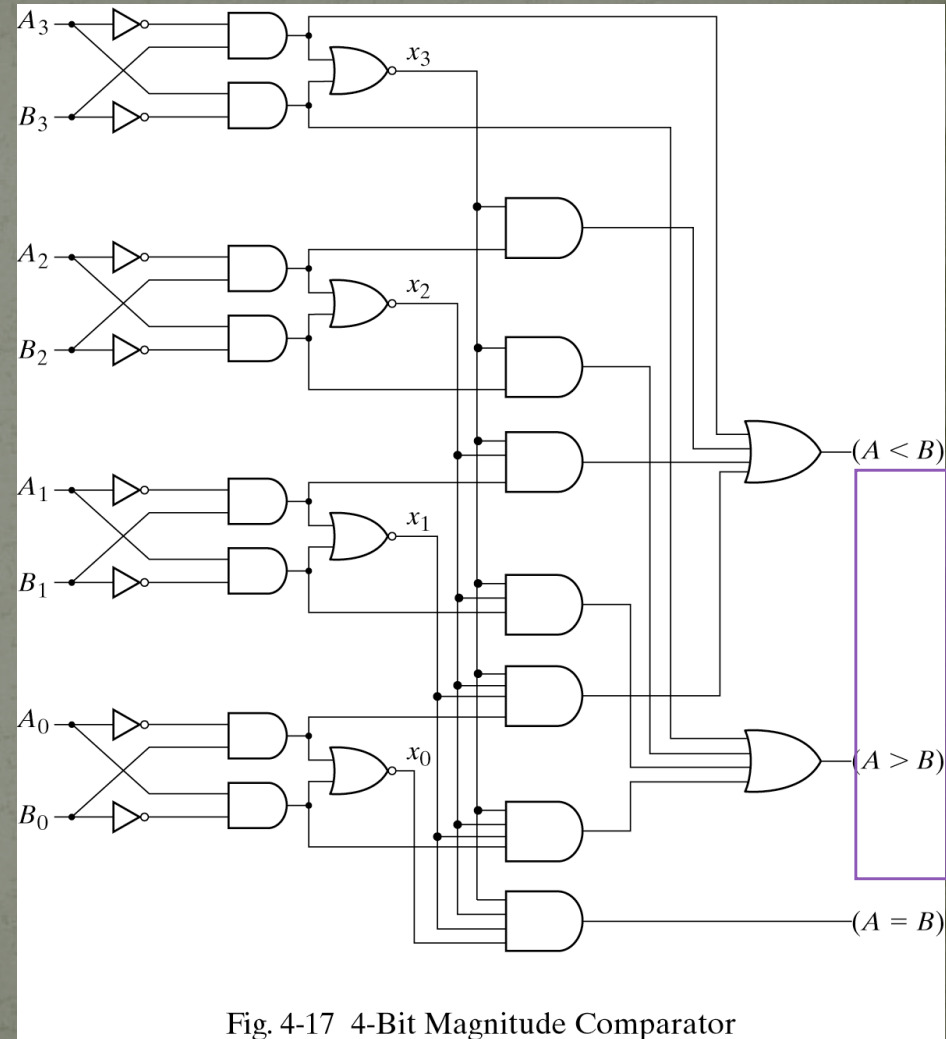 A3
x3
B3
A2
x2
B2
(A < B)
A1
x1
B1
A0
x0
(A > B)
B0
(A = B)
Fig. 4-17 4-Bit Magnitude Comparator